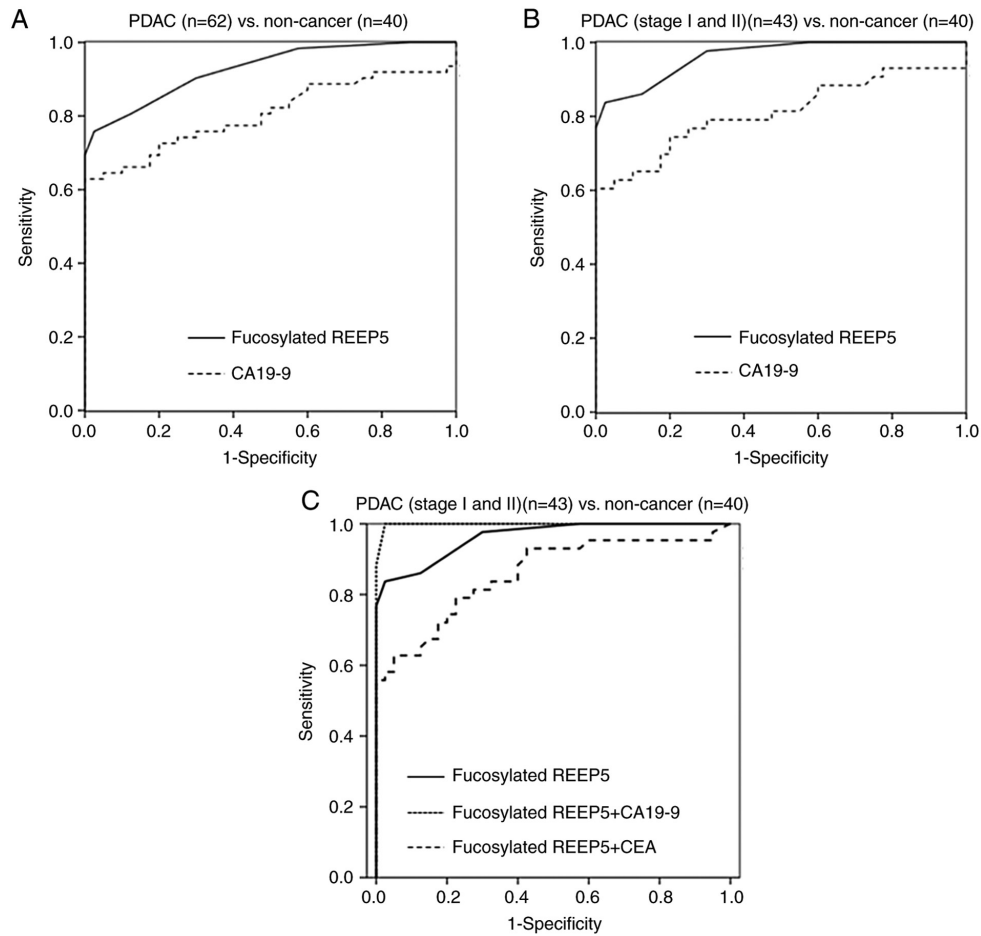 A
PDAC (n=62) vs. non-cancer (n=40)
1.0
0.8
0.6
0.4
0.2
0.0
Sensitivity
Fucosylated REEP5
CA19-9
0.0 0.2 0.4 0.6 0.8 1.0
1-Specificity
B
PDAC (stage I and II)(n=43) vs. non-cancer (n=40)
1.0
0.8
0.6
0.4
0.2
0.0
Sensitivity
Fucosylated REEP5
CA19-9
0.0 0.2 0.4 0.6 0.8 1.0
1-Specificity
C
PDAC (stage I and II)(n=43) vs. non-cancer (n=40)
1.0
0.8
0.6
0.4
0.2
0.0
Sensitivity
Fucosylated REEP5
Fucosylated REEP5+CA19-9
Fucosylated REEP5+CEA
0.0 0.2 0.4 0.6 0.8 1.0
1-Specificity